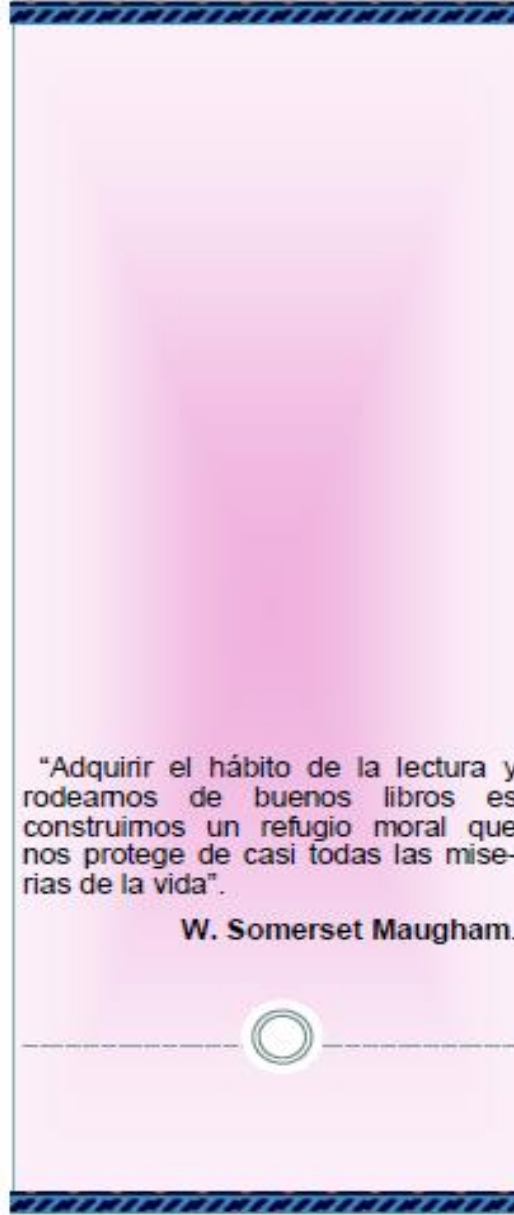 “Adquirir el hábito de la lectura y
rodearnos de buenos libros es
construirnos un refugio moral que
nos protege de casi todas las mise-
rias de la vida”.
W. Somerset Maugham.